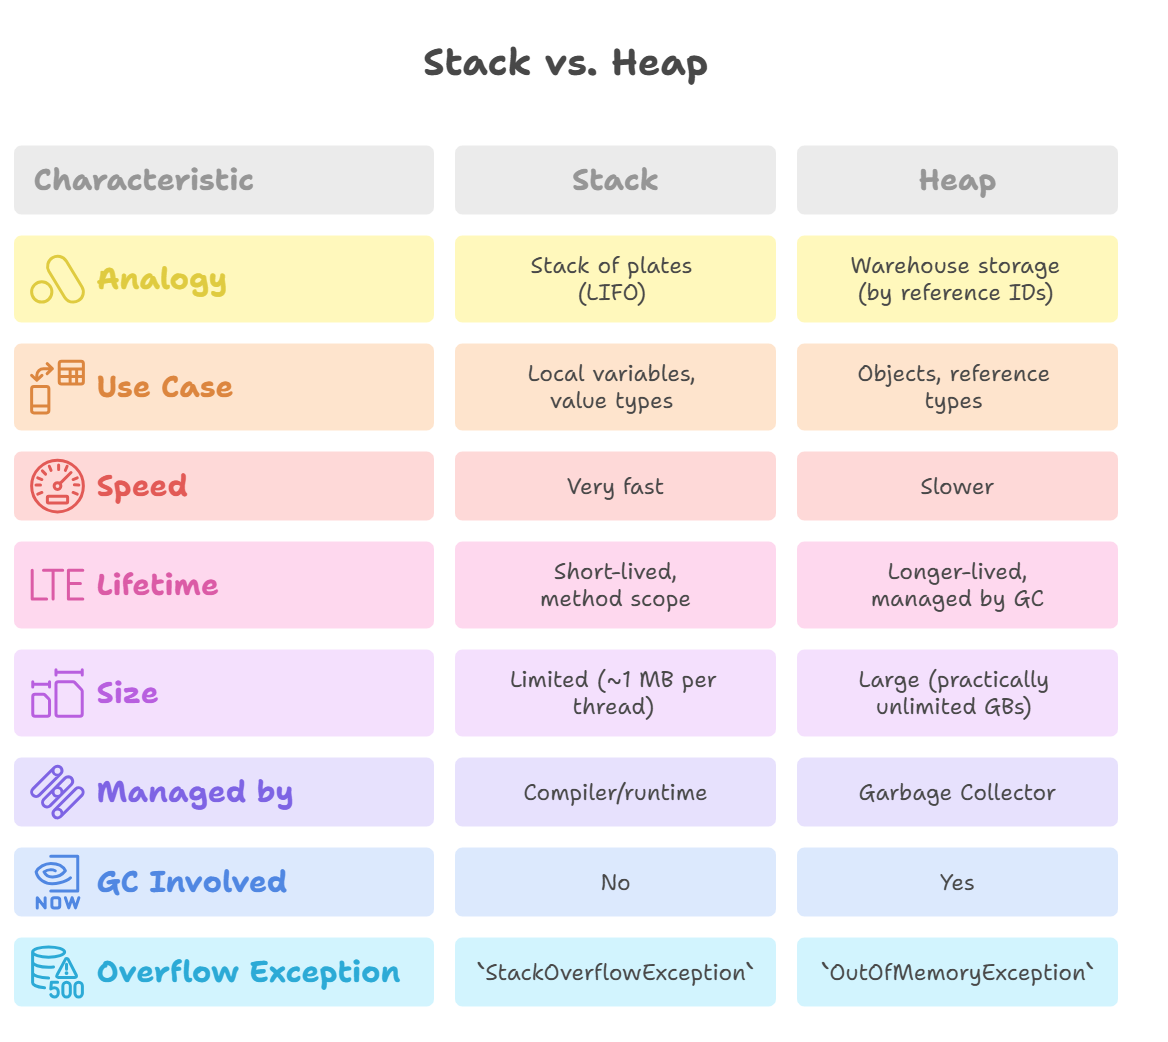 Stack vs. Heap
Characteristic
Stack
Heap
Analogy
Stack of plates
(LIFO)
Warehouse storage
(by reference IDs)
Use Case
Local variables,
value types
Objects, reference
types
Speed
Very fast
Slower
LTE
Lifetime
Short-lived,
method scope
Longer-lived,
managed by GC
Size
Limited (~1 MB per
thread)
Large (practically
unlimited GBs)
Managed by
Compiler/runtime
Garbage Collector
NOW
GC Involved
No
Yes
500
Overflow Exception
`StackOverflowException`
`OutOfMemoryException`